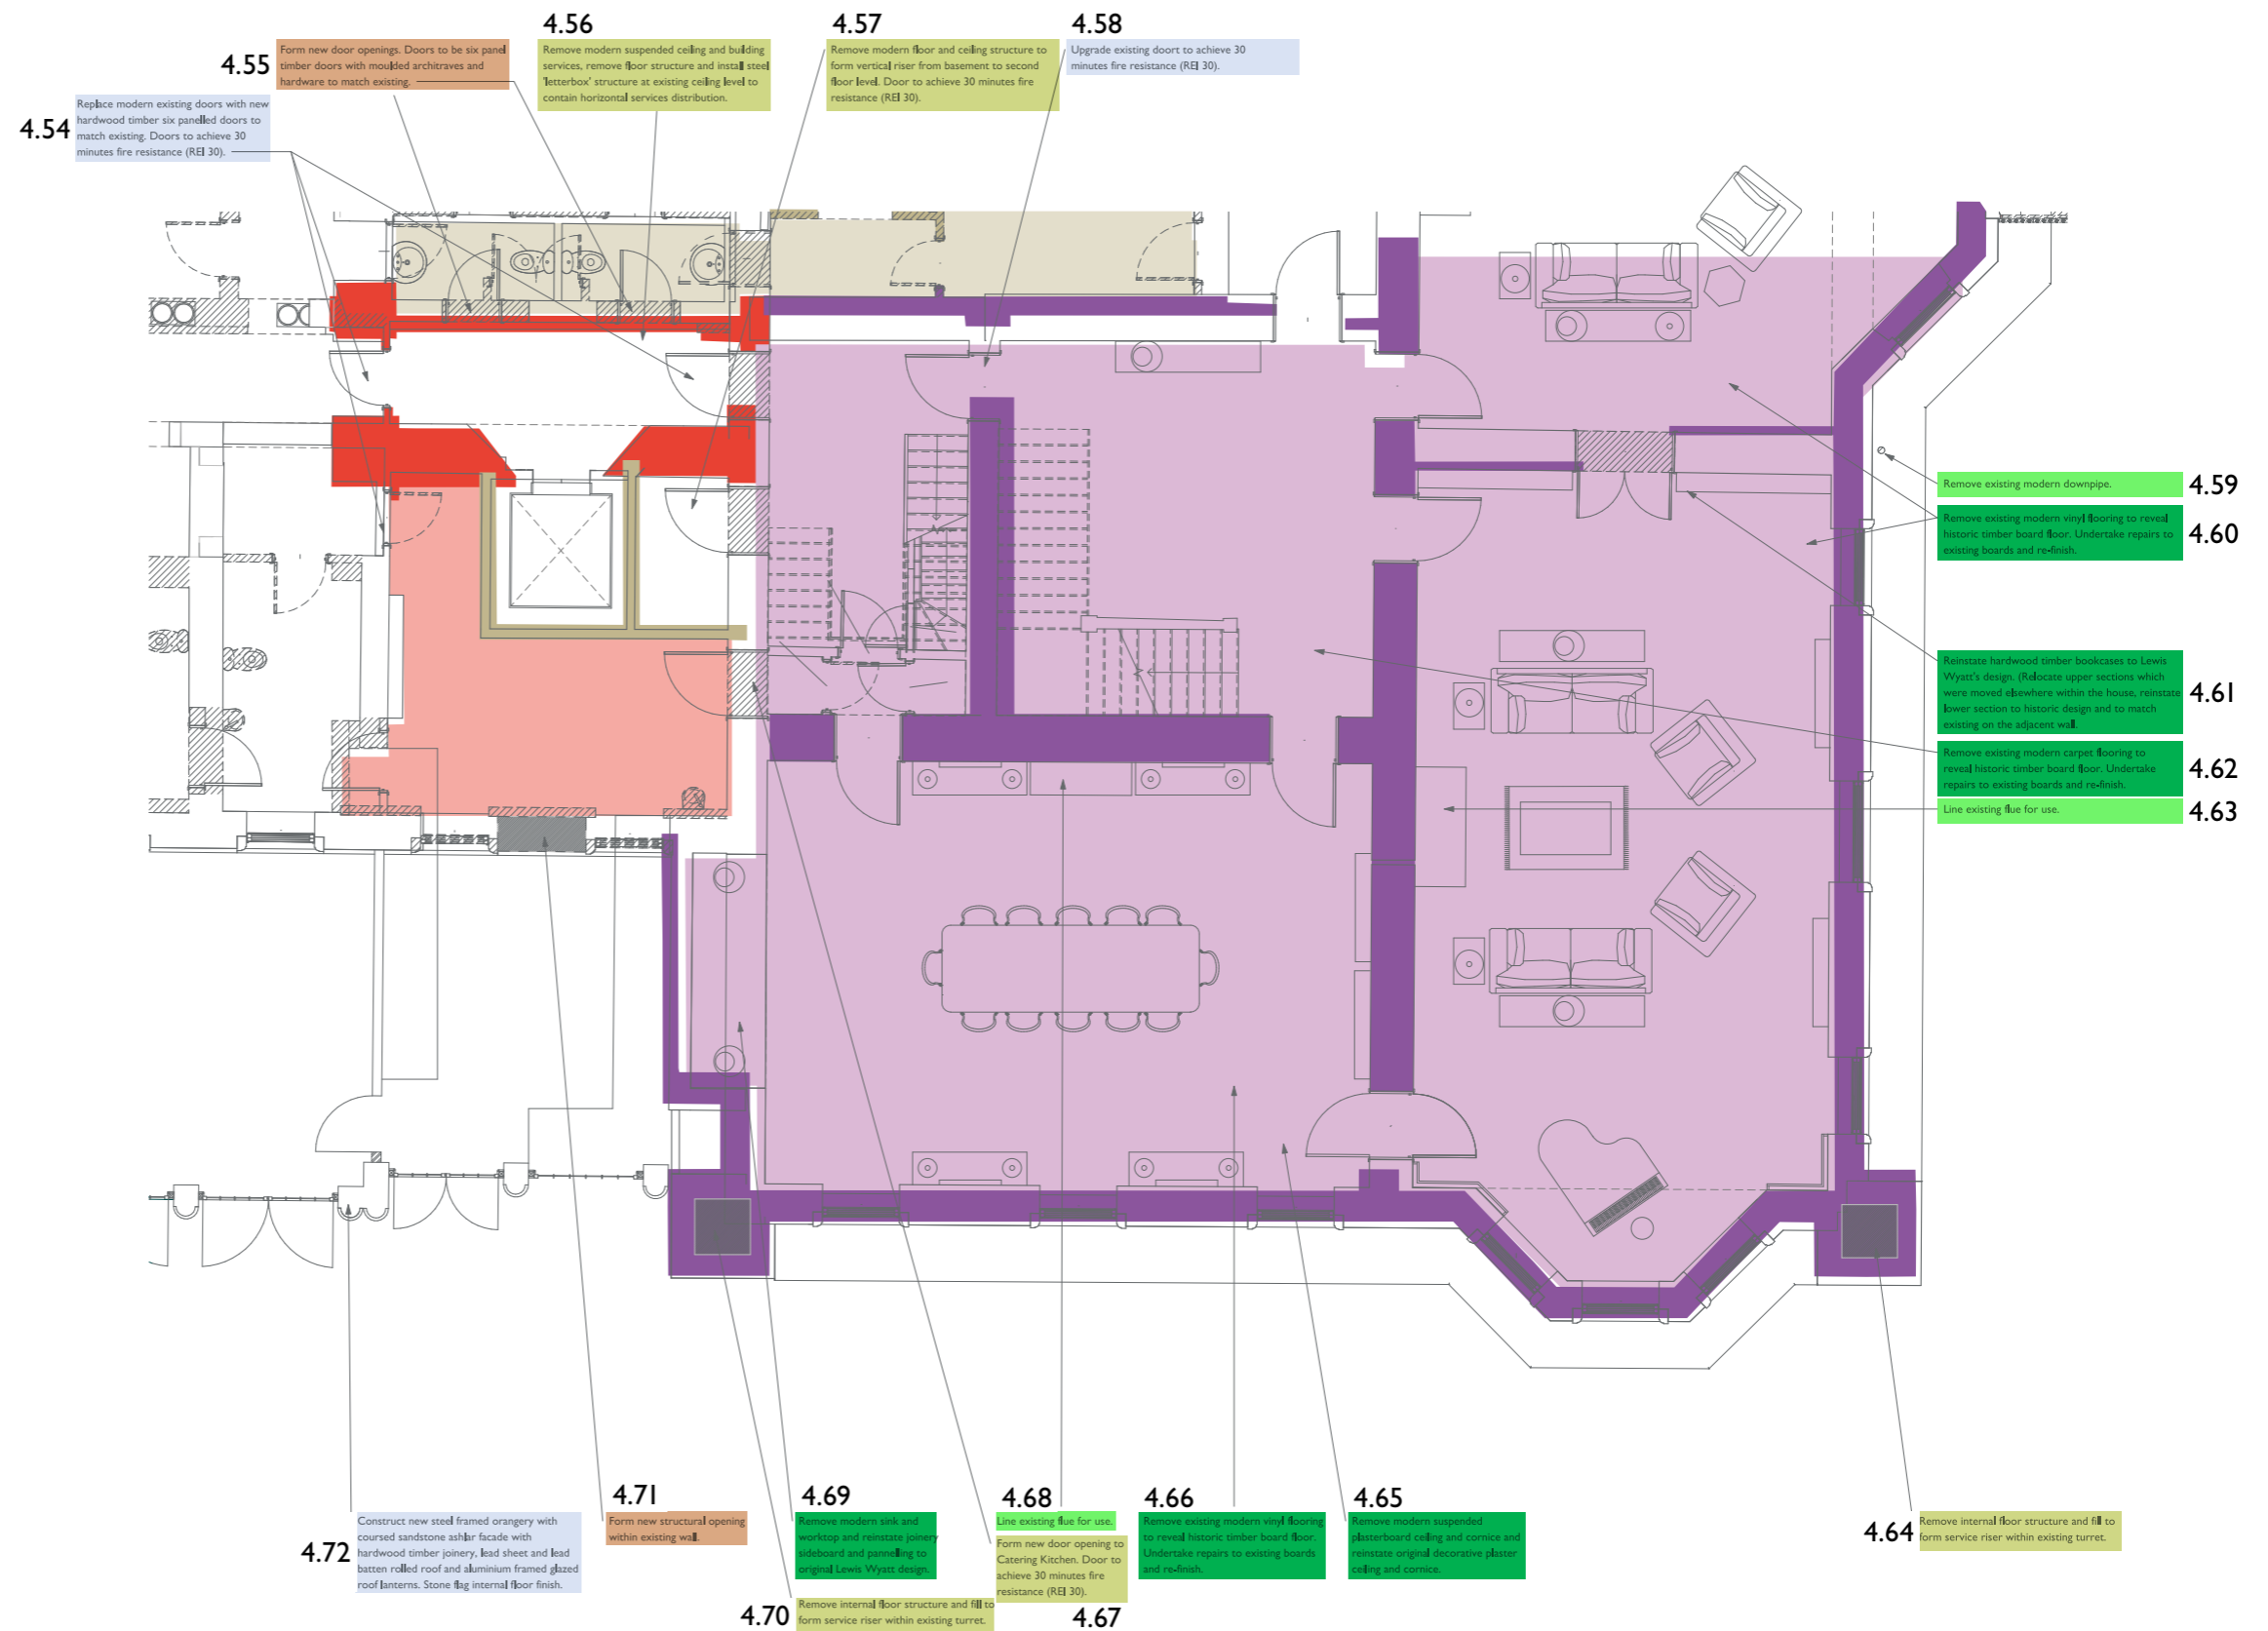 4.54
Replace modern existing doors with new
hardwood timber six panelled doors to
match existing. Doors to achieve 30
minutes fire resistance (REI 30).
4.55
Form new door openings. Doors to be six panel
timber doors with moulded architraves and
hardware to match existing.
4.56
Remove modern suspended ceiling and building
services, remove floor structure and install steel
'letterbox' structure at existing ceiling level to
contain horizontal services distribution.
4.57
Remove modern floor and ceiling structure to
form vertical riser from basement to second
floor level. Door to achieve 30 minutes fire
resistance (REI 30).
4.58
Upgrade existing doort to achieve 30
minutes fire resistance (REI 30).
Remove existing modern downpipe.
4.59
Remove existing modern vinyl flooring to reveal
historic timber board floor. Undertake repairs to
existing boards and re-finish.
4.60
Reinstate hardwood timber bookcases to Lewis
Wyatt's design. (Relocate upper sections which
were moved elsewhere within the house, reinstate
lower section to historic design and to match
existing on the adjacent wall.
4.61
Remove existing modern carpet flooring to
reveal historic timber board floor. Undertake
repairs to existing boards and re-finish.
4.62
Line existing flue for use.
4.63
4.64
Remove internal floor structure and fill to
form service riser within existing turret.
4.65
Remove modern suspended
plasterboard ceiling and cornice and
reinstate original decorative plaster
ceiling and cornice.
4.66
Remove existing modern vinyl flooring
to reveal historic timber board floor.
Undertake repairs to existing boards
and re-finish.
4.68
Line existing flue for use.
Form new door opening to
Catering Kitchen. Door to
achieve 30 minutes fire
resistance (REI 30).
4.67
4.69
Remove modern sink and
worktop and reinstate joinery
sideboard and pannelling to
original Lewis Wyatt design.
4.70
Remove internal floor structure and fill to
form service riser within existing turret.
4.71
Form new structural opening
within existing wall.
4.72
Construct new steel framed orangery with
coursed sandstone ashlar facade with
hardwood timber joinery, lead sheet and lead
batten rolled roof and aluminium framed glazed
roof lanterns. Stone flag internal floor finish.